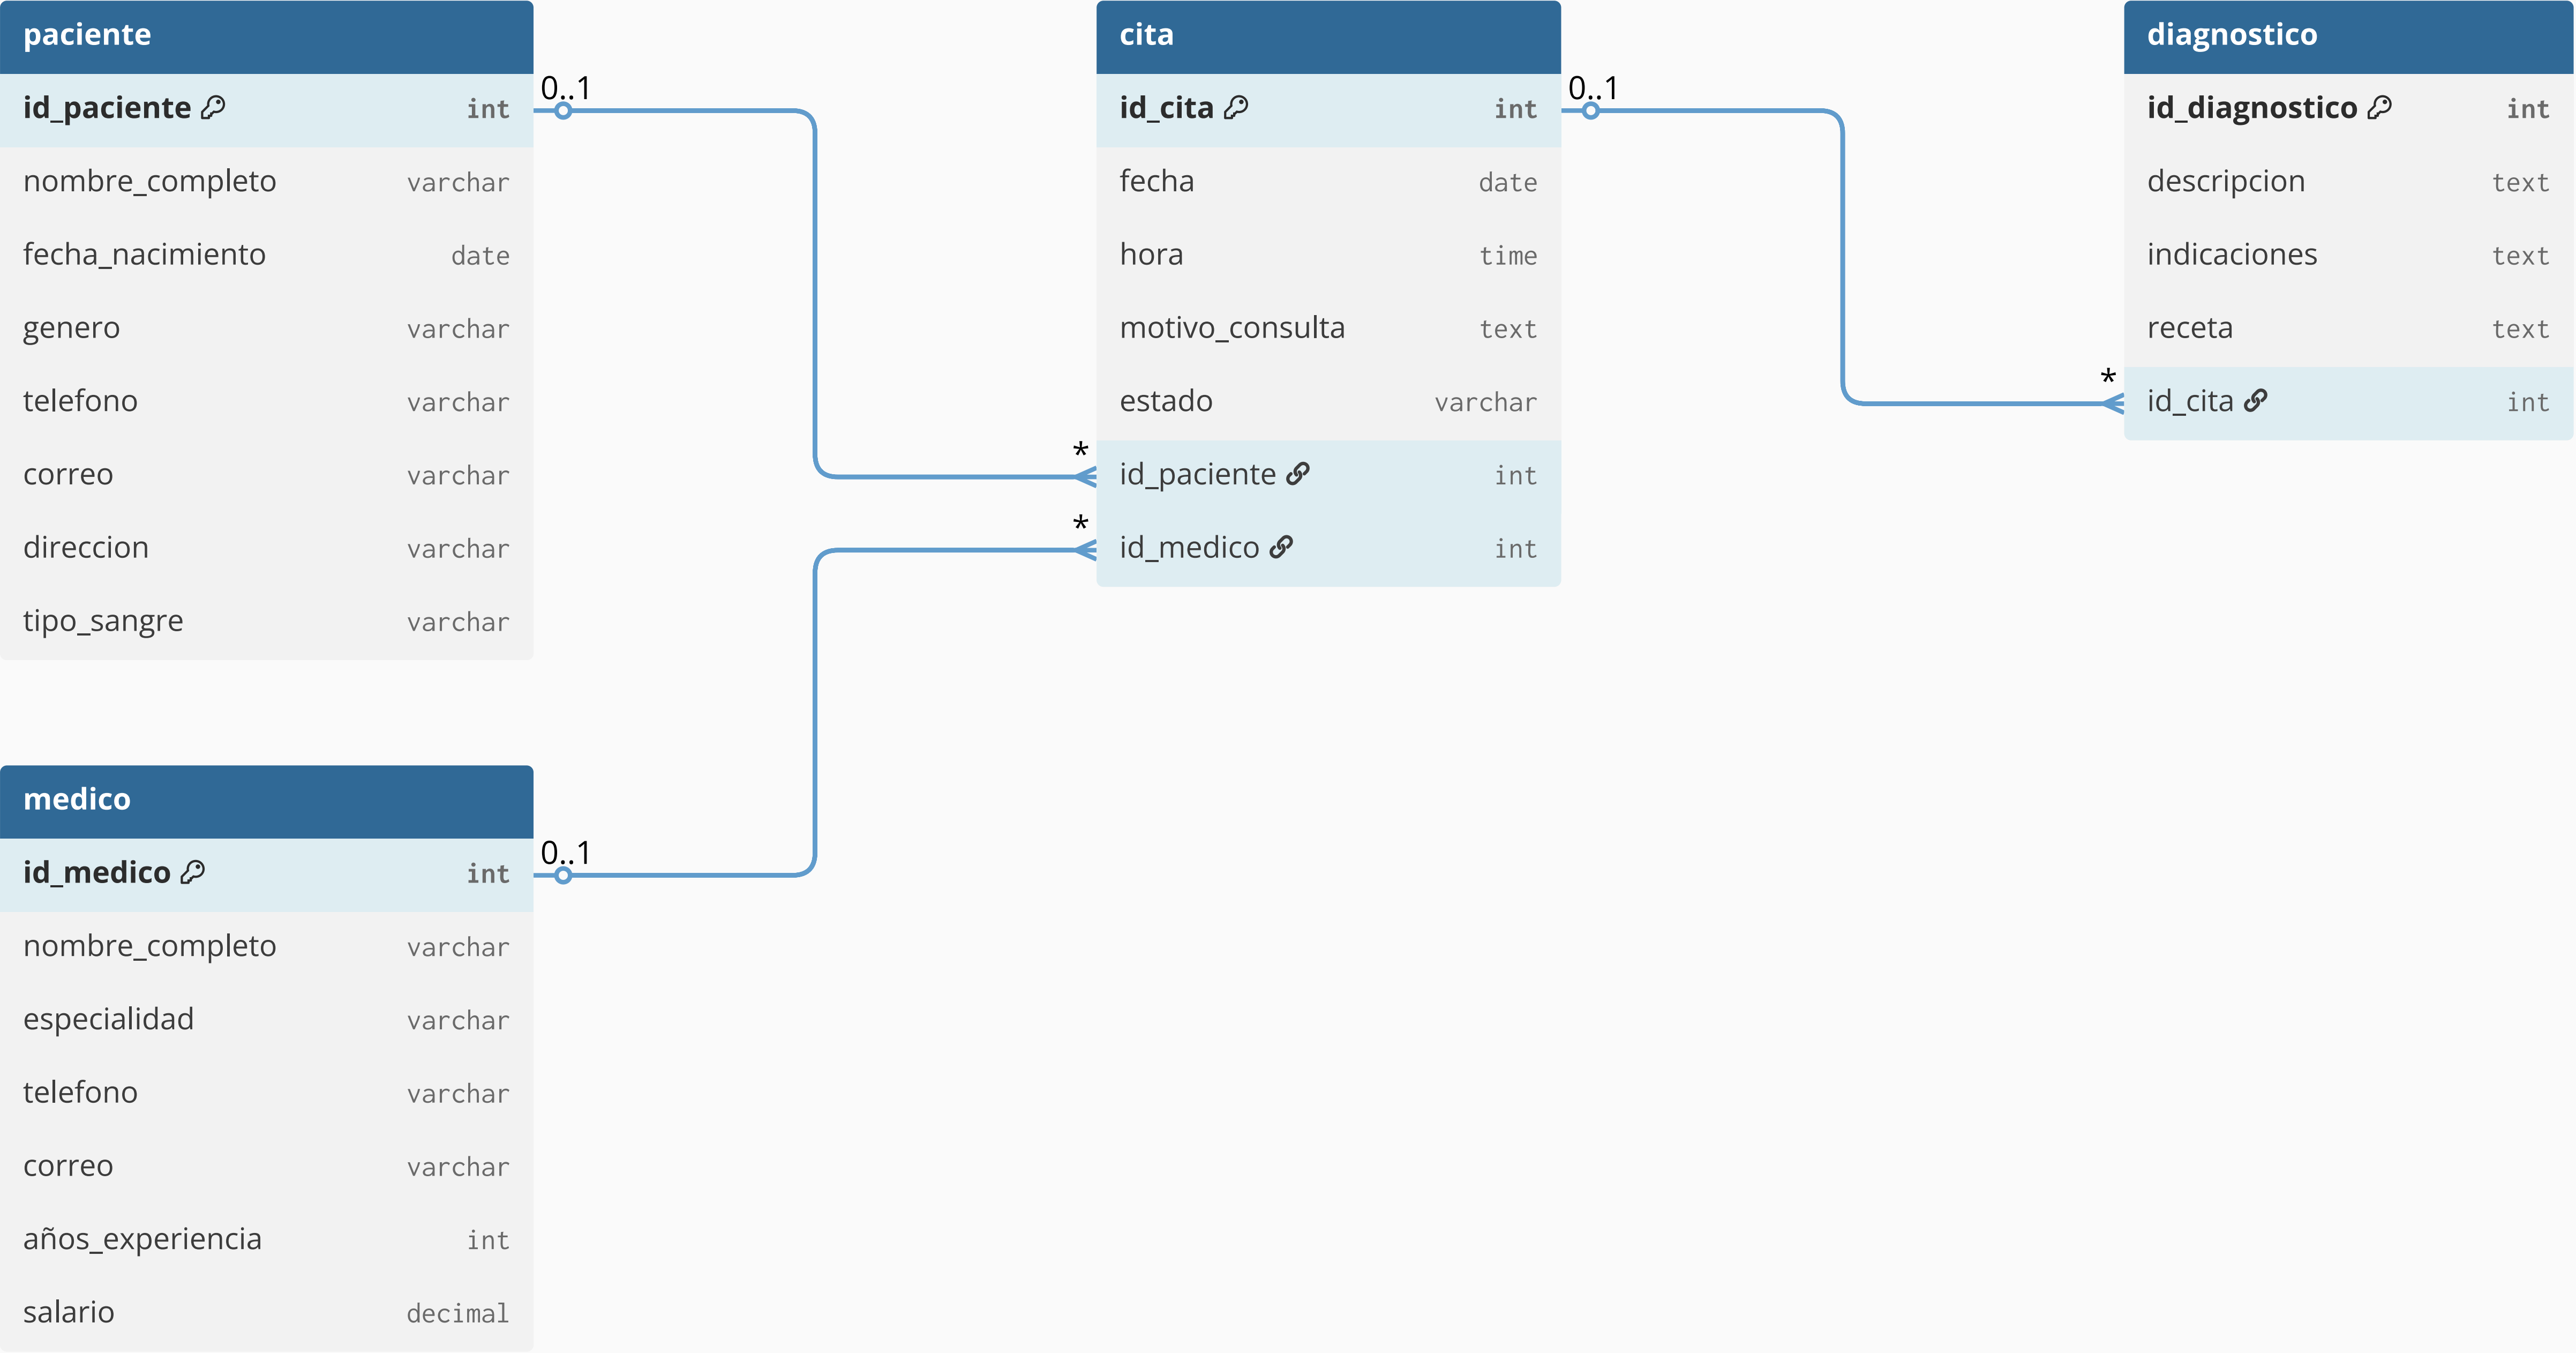 paciente
id_paciente int
nombre_completo varchar
fecha_nacimiento date
genero varchar
telefono varchar
correo varchar
direccion varchar
tipo_sangre varchar
0..1
*
medico
id_medico int
nombre_completo varchar
especialidad varchar
telefono varchar
correo varchar
años_experiencia int
salario decimal
0..1
*
cita
id_cita int
fecha date
hora time
motivo_consulta text
estado varchar
id_paciente int
id_medico int
0..1
*
diagnostico
id_diagnostico int
descripcion text
indicaciones text
receta text
id_cita int